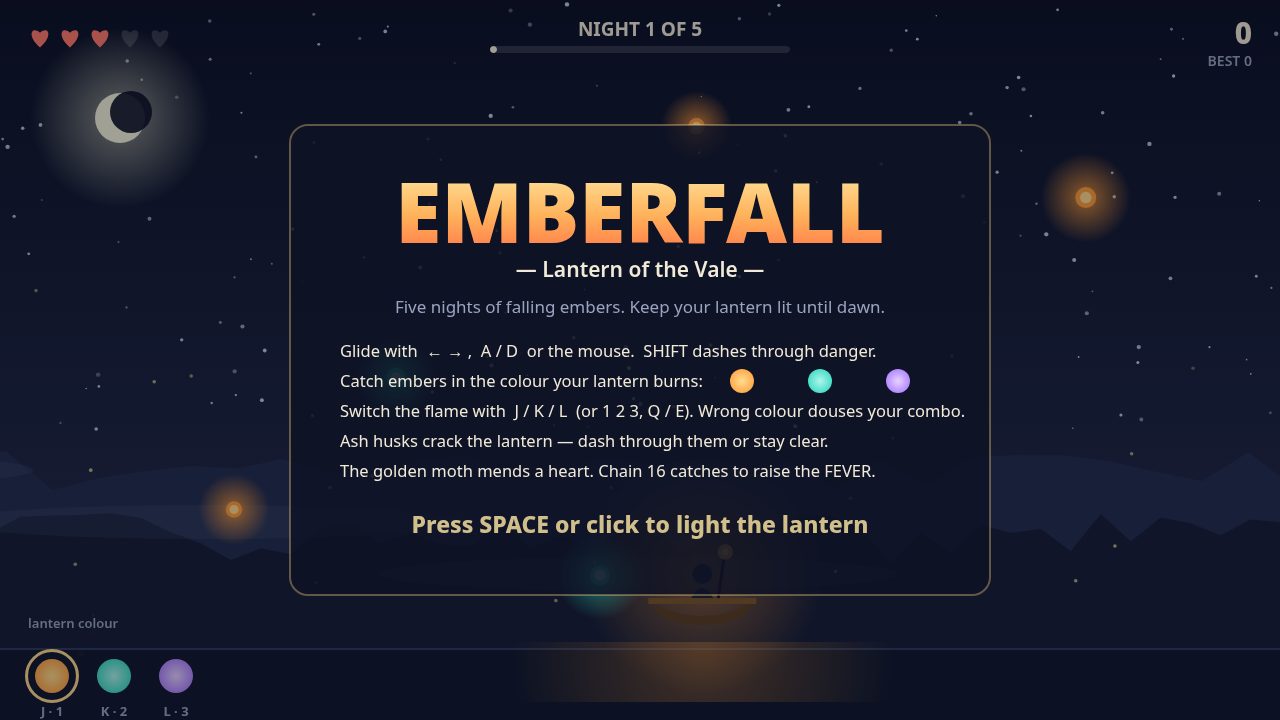 NIGHT 1 OF 5
0
BEST 0
EMBERFALL
— Lantern of the Vale —
Five nights of falling embers. Keep your lantern lit until dawn.
Glide with ← → , A / D or the mouse. SHIFT dashes through danger.
Catch embers in the colour your lantern burns:
Switch the flame with J / K / L (or 1 2 3, Q / E). Wrong colour douses your combo.
Ash husks crack the lantern — dash through them or stay clear.
The golden moth mends a heart. Chain 16 catches to raise the FEVER.
Press SPACE or click to light the lantern
lantern colour
J · 1 K · 2 L · 3